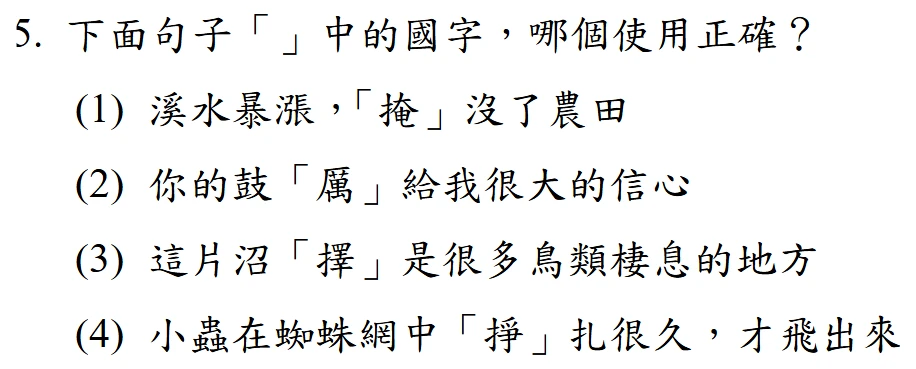 5. 下面句子「 」中的國字，哪個使用正確？
(1) 溪水暴漲，「掩」沒了農田
(2) 你的鼓「厲」給我很大的信心
(3) 這片沼「擇」是很多鳥類棲息的地方
(4) 小蟲在蜘蛛網中「掙」扎很久，才飛出來